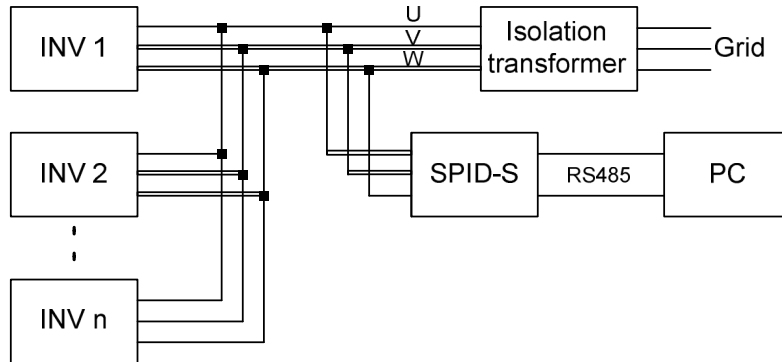 INV 1
U
V
W
Isolation
transformer
Grid
INV 2
SPID-S
RS485
PC
INV n